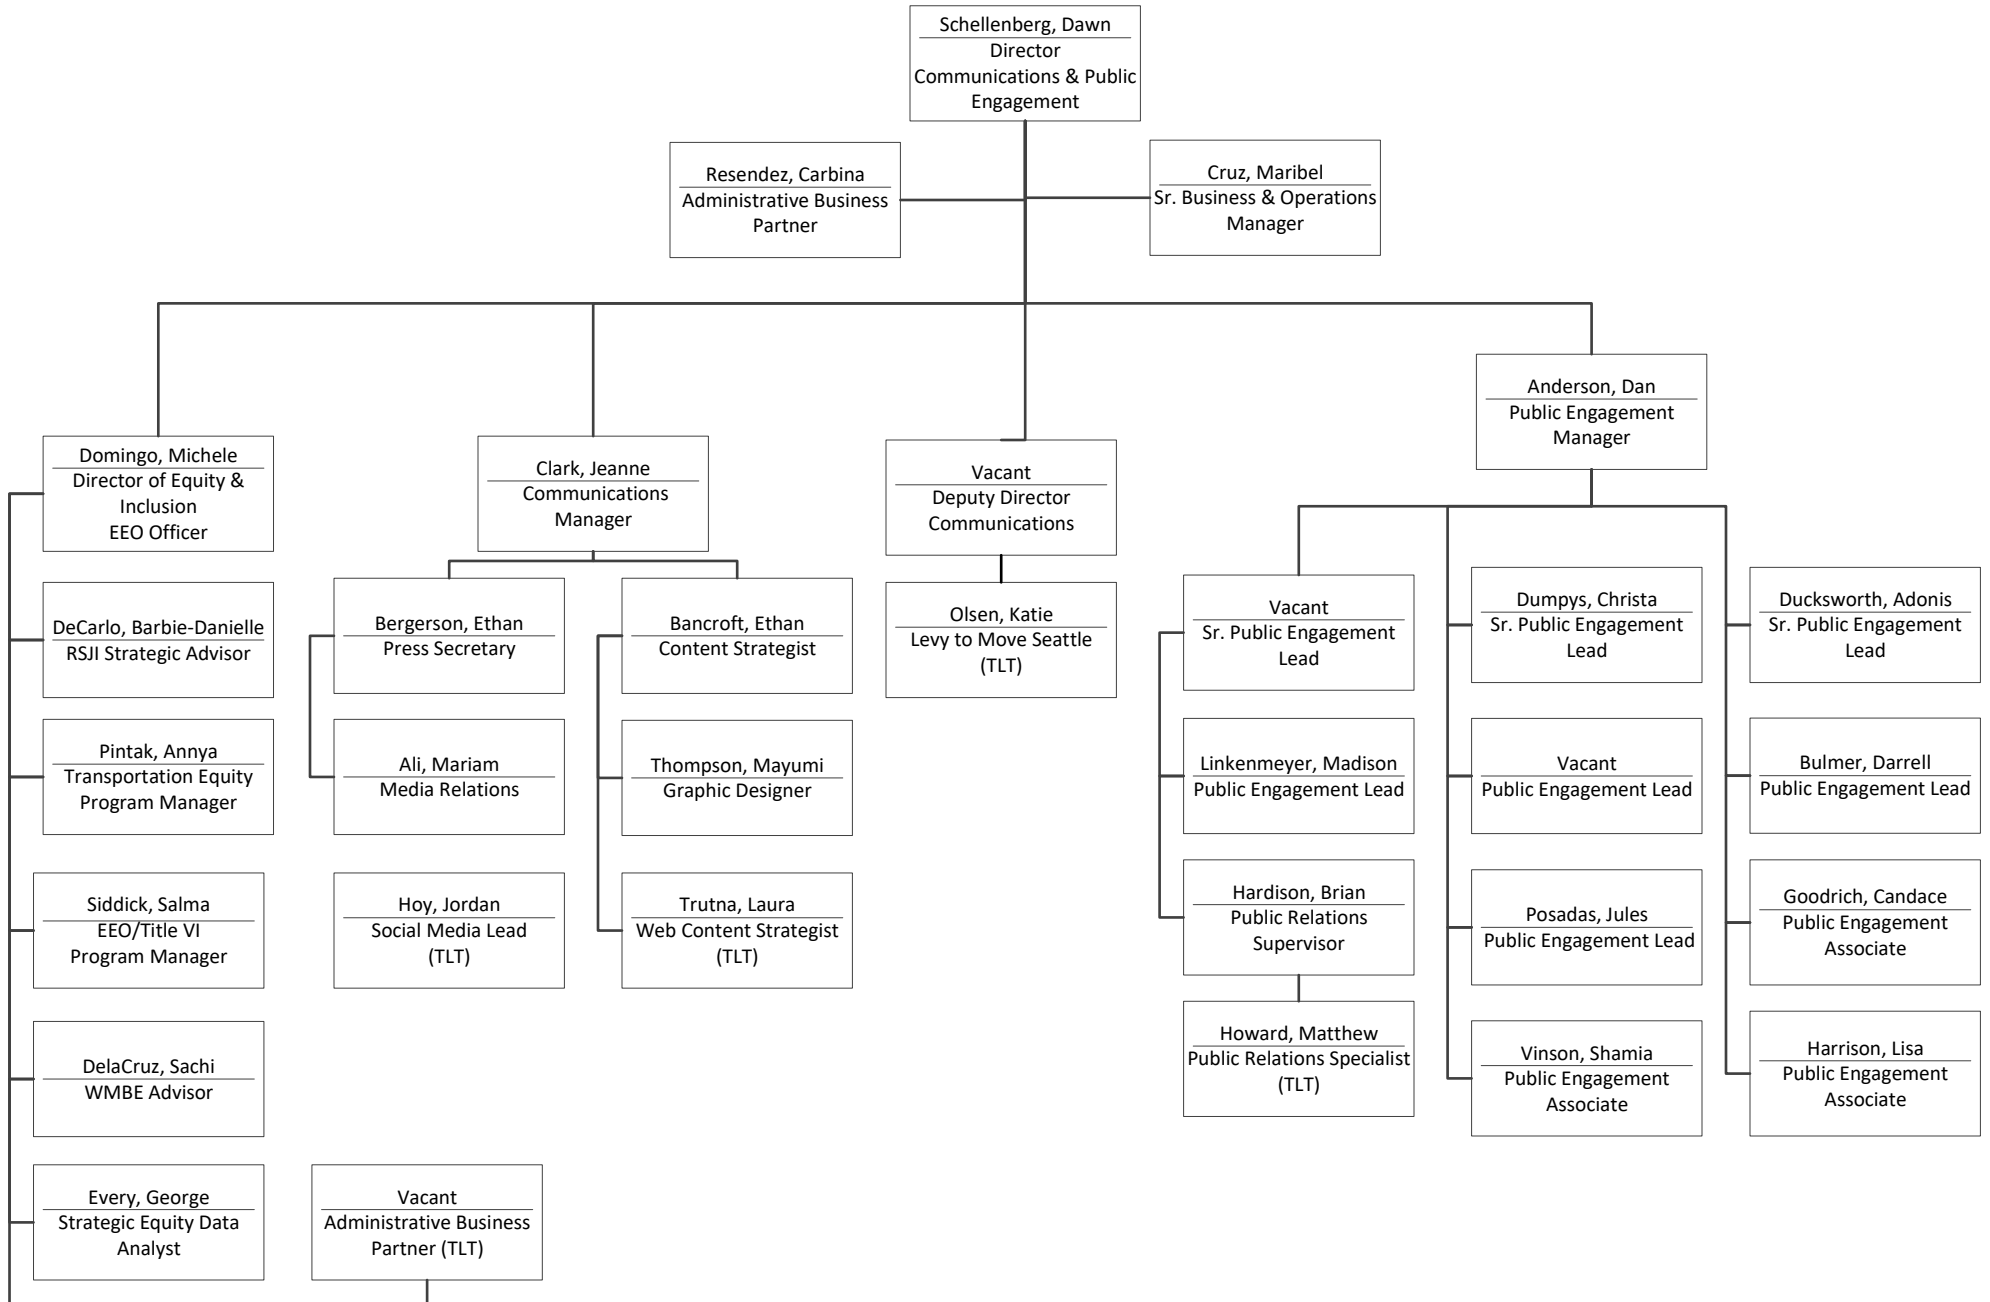 Schellenberg, Dawn
Director
Communications & Public
Engagement
Resendez, Carbina
Administrative Business
Partner
Cruz, Maribel
Sr. Business & Operations
Manager
Domingo, Michele
Director of Equity &
Inclusion
EEO Officer
Clark, Jeanne
Communications
Manager
Vacant
Deputy Director
Communications
Anderson, Dan
Public Engagement
Manager
DeCarlo, Barbie-Danielle
RSJI Strategic Advisor
Pintak, Annya
Transportation Equity
Program Manager
Siddick, Salma
EEO/Title VI
Program Manager
DelaCruz, Sachi
WMBE Advisor
Every, George
Strategic Equity Data
Analyst
Vacant
Administrative Business
Partner (TLT)
Bergerson, Ethan
Press Secretary
Ali, Mariam
Media Relations
Hoy, Jordan
Social Media Lead
(TLT)
Bancroft, Ethan
Content Strategist
Thompson, Mayumi
Graphic Designer
Trutna, Laura
Web Content Strategist
(TLT)
Olsen, Katie
Levy to Move Seattle
(TLT)
Vacant
Sr. Public Engagement
Lead
Linkenmeyer, Madison
Public Engagement Lead
Hardison, Brian
Public Relations
Supervisor
Howard, Matthew
Public Relations Specialist
(TLT)
Dumpys, Christa
Sr. Public Engagement
Lead
Vacant
Public Engagement Lead
Posadas, Jules
Public Engagement Lead
Vinson, Shamia
Public Engagement
Associate
Ducksworth, Adonis
Sr. Public Engagement
Lead
Bulmer, Darrell
Public Engagement Lead
Goodrich, Candace
Public Engagement
Associate
Harrison, Lisa
Public Engagement
Associate